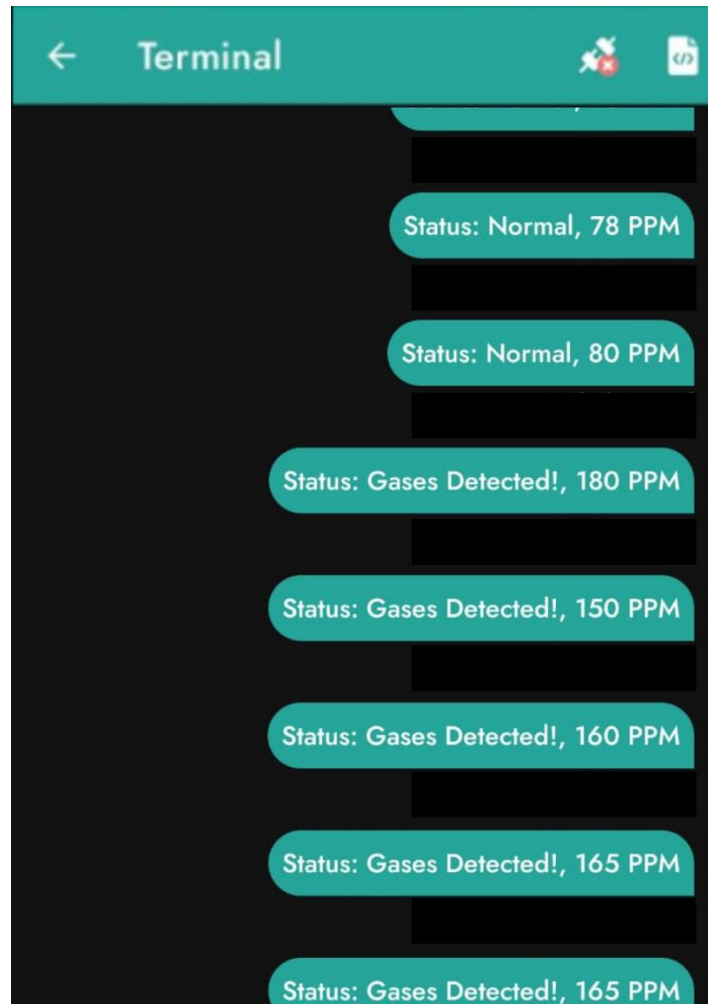 Terminal
Status: Normal, 78 PPM
Status: Normal, 80 PPM
Status: Gases Detected!, 180 PPM
Status: Gases Detected!, 150 PPM
Status: Gases Detected!, 160 PPM
Status: Gases Detected!, 165 PPM
Status: Gases Detected!, 165 PPM